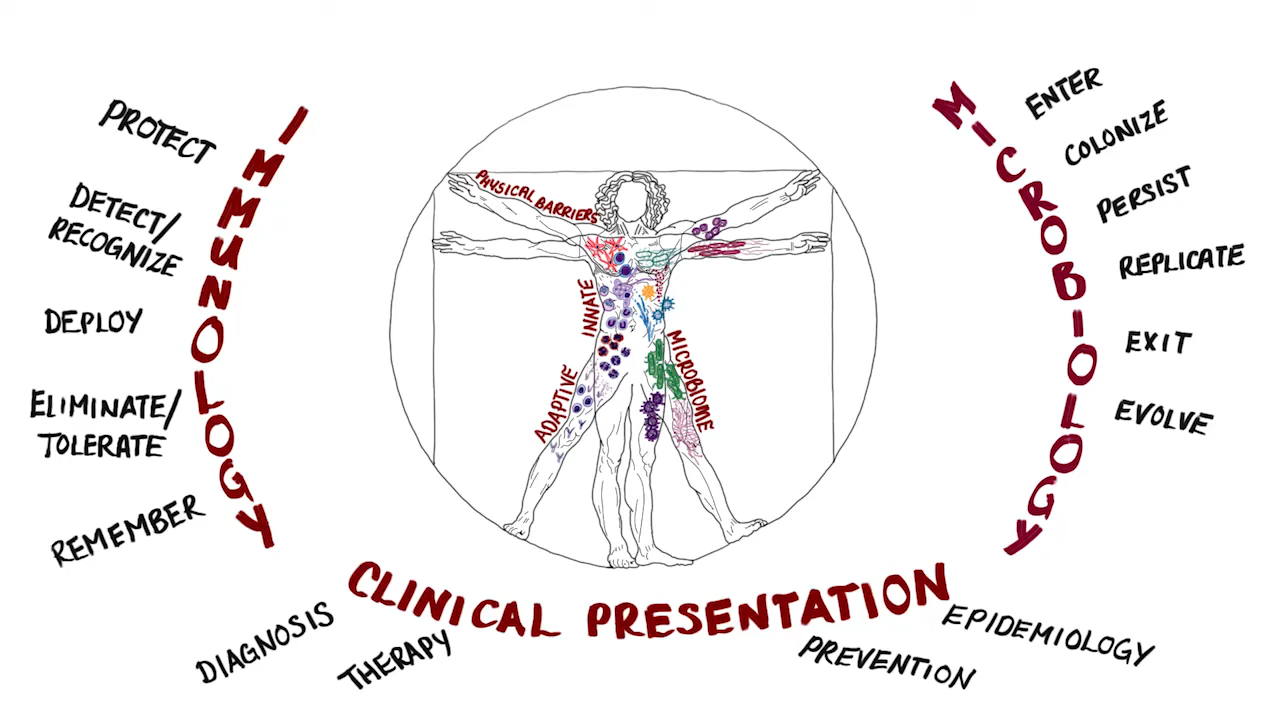 IMMUNOLOGY
PROTECT
DETECT/
RECOGNIZE
DEPLOY
ELIMINATE/
TOLERATE
REMEMBER
PHYSICAL BARRIERS
INNATE
ADAPTIVE
MICROBIOME
MICROBIOLOGY
ENTER
COLONIZE
PERSIST
REPLICATE
EXIT
EVOLVE
CLINICAL PRESENTATION
DIAGNOSIS
THERAPY
PREVENTION
EPIDEMIOLOGY